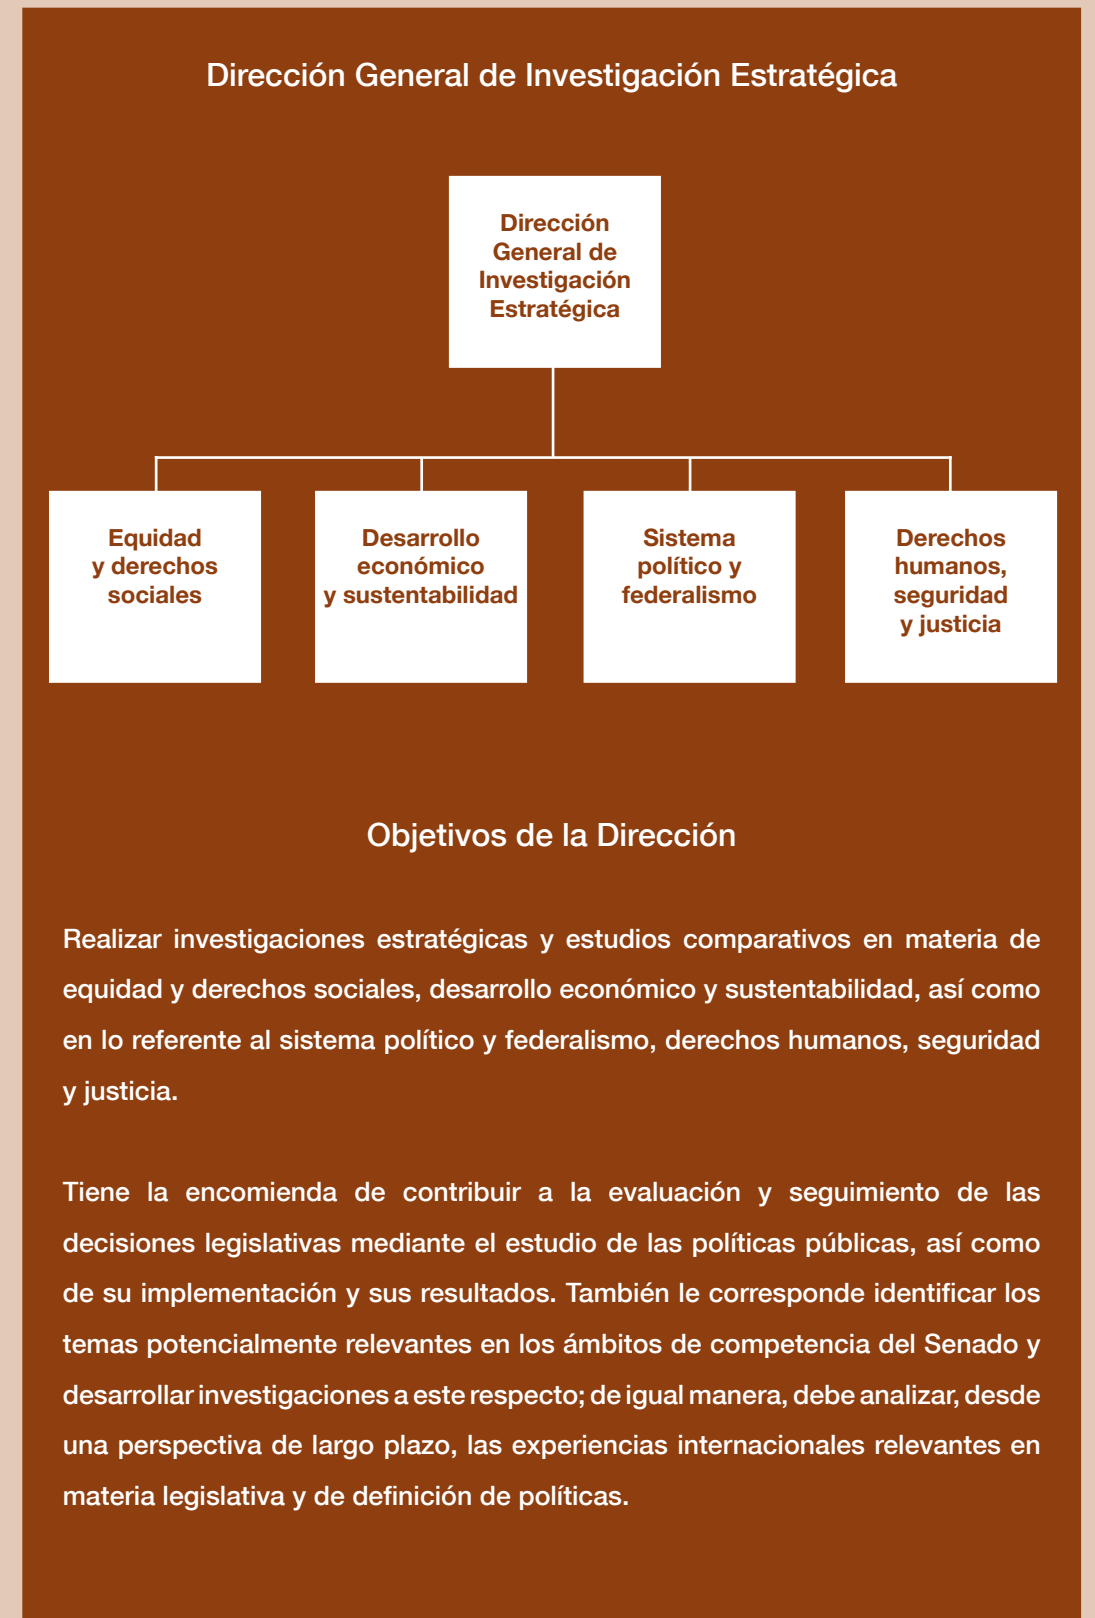 Dirección General de Investigación Estratégica
Dirección
General de
Investigación
Estratégica
Equidad
y derechos
sociales
Desarrollo
económico
y sustentabilidad
Sistema
político y
federalismo
Derechos
humanos,
seguridad
y justicia
Objetivos de la Dirección
Realizar investigaciones estratégicas y estudios comparativos en materia de
equidad y derechos sociales, desarrollo económico y sustentabilidad, así como
en lo referente al sistema político y federalismo, derechos humanos, seguridad
y justicia.
Tiene la encomienda de contribuir a la evaluación y seguimiento de las
decisiones legislativas mediante el estudio de las políticas públicas, así como
de su implementación y sus resultados. También le corresponde identificar los
temas potencialmente relevantes en los ámbitos de competencia del Senado y
desarrollar investigaciones a este respecto; de igual manera, debe analizar, desde
una perspectiva de largo plazo, las experiencias internacionales relevantes en
materia legislativa y de definición de políticas.